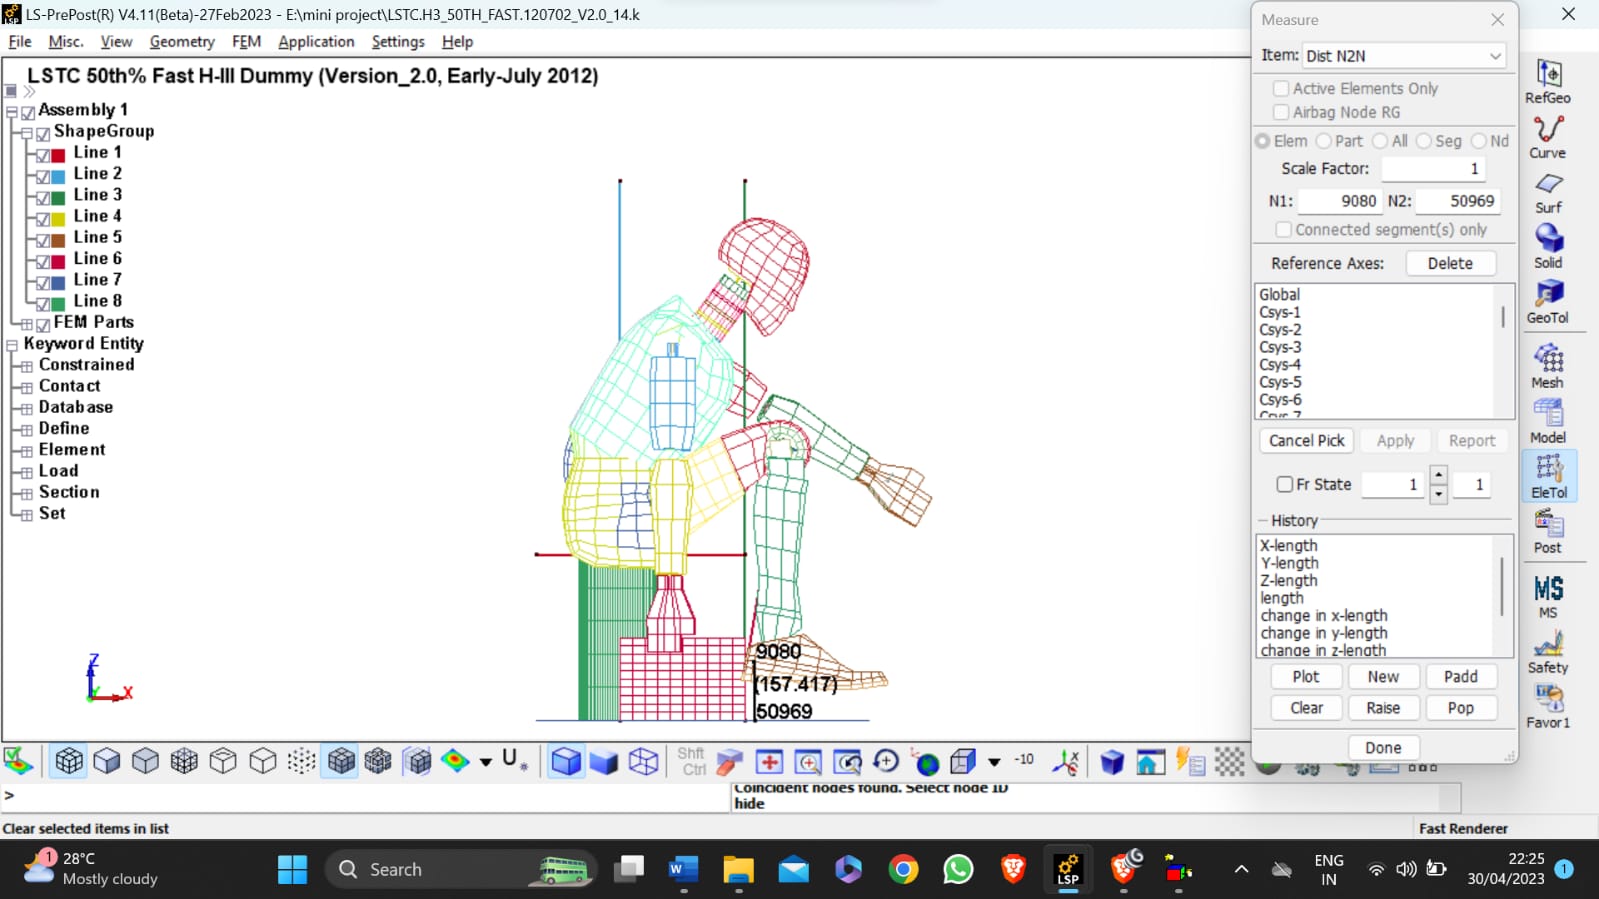 LS-PrePost(R) V4.11(Beta)-27Feb2023 - E:\mini project\LSTC.H3_50TH_FAST.120702_V2.0_14.k
File Misc. View Geometry FEM Application Settings Help
LSTC 50th% Fast H-III Dummy (Version_2.0, Early-July 2012)
Assembly 1
ShapeGroup
Line 1
Line 2
Line 3
Line 4
Line 5
Line 6
Line 7
Line 8
FEM Parts
Keyword Entity
Constrained
Contact
Database
Define
Element
Load
Section
Set
Z
X
9080
(157.417)
50969
Measure
Item: Dist N2N
Active Elements Only
Airbag Node RG
Elem Part All Seg Nd
Scale Factor: 1
N1: 9080 N2: 50969
Connected segment(s) only
Reference Axes: Delete
Global
Csys-1
Csys-2
Csys-3
Csys-4
Csys-5
Csys-6
Csys-7
Cancel Pick Apply Report
Fr State 1 1
History
X-length
Y-length
Z-length
length
change in x-length
change in y-length
change in z-length
Plot New Padd
Clear Raise Pop
Done
RefGeo
Curve
Surf
Solid
GeoTol
Mesh
Model
EleTol
Post
MS
MS
Safety
Favor1
Shft
Ctrl
-10
>
Coincident nodes found. Select node ID
hide
Clear selected items in list
Fast Renderer
1
28°C
Mostly cloudy
Search
LSP
ENG
IN
22:25
30/04/2023
1